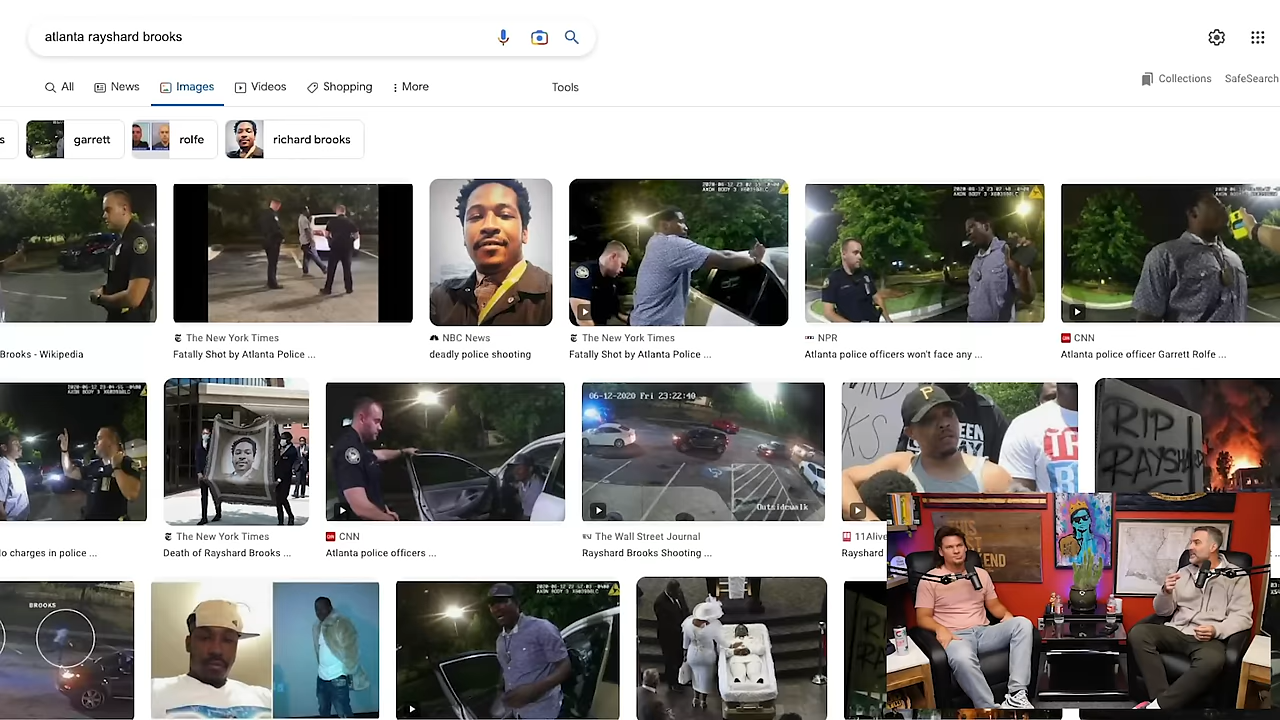 atlanta rayshard brooks
All
News
Images
Videos
Shopping
More
Tools
Collections
SafeSearch
s
garrett
rolfe
richard brooks
The New York Times
NBC News
The New York Times
NPR
CNN
Brooks - Wikipedia
Fatally Shot by Atlanta Police ...
deadly police shooting
Fatally Shot by Atlanta Police ...
Atlanta police officers won't face any ...
Atlanta police officer Garrett Rolfe ...
06-12-2020 Fri 23:22:40
Outsidewalk
RIP
RAYSHARD
The New York Times
CNN
The Wall Street Journal
11Alive
o charges in police ...
Death of Rayshard Brooks ...
Atlanta police officers ...
Rayshard Brooks Shooting ...
Rayshard
BROOKS